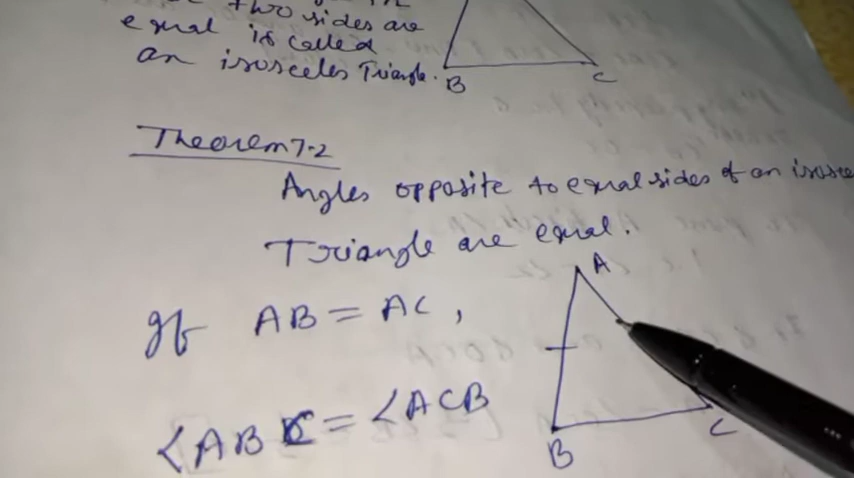 two sides are
equal is called
an isosceles Triangle.
B
C
Theorem 7.2
Angles opposite to equal sides of an isosce
Triangle are equal.
A
If AB = AC,
∠ABC = ∠ACB
B
C